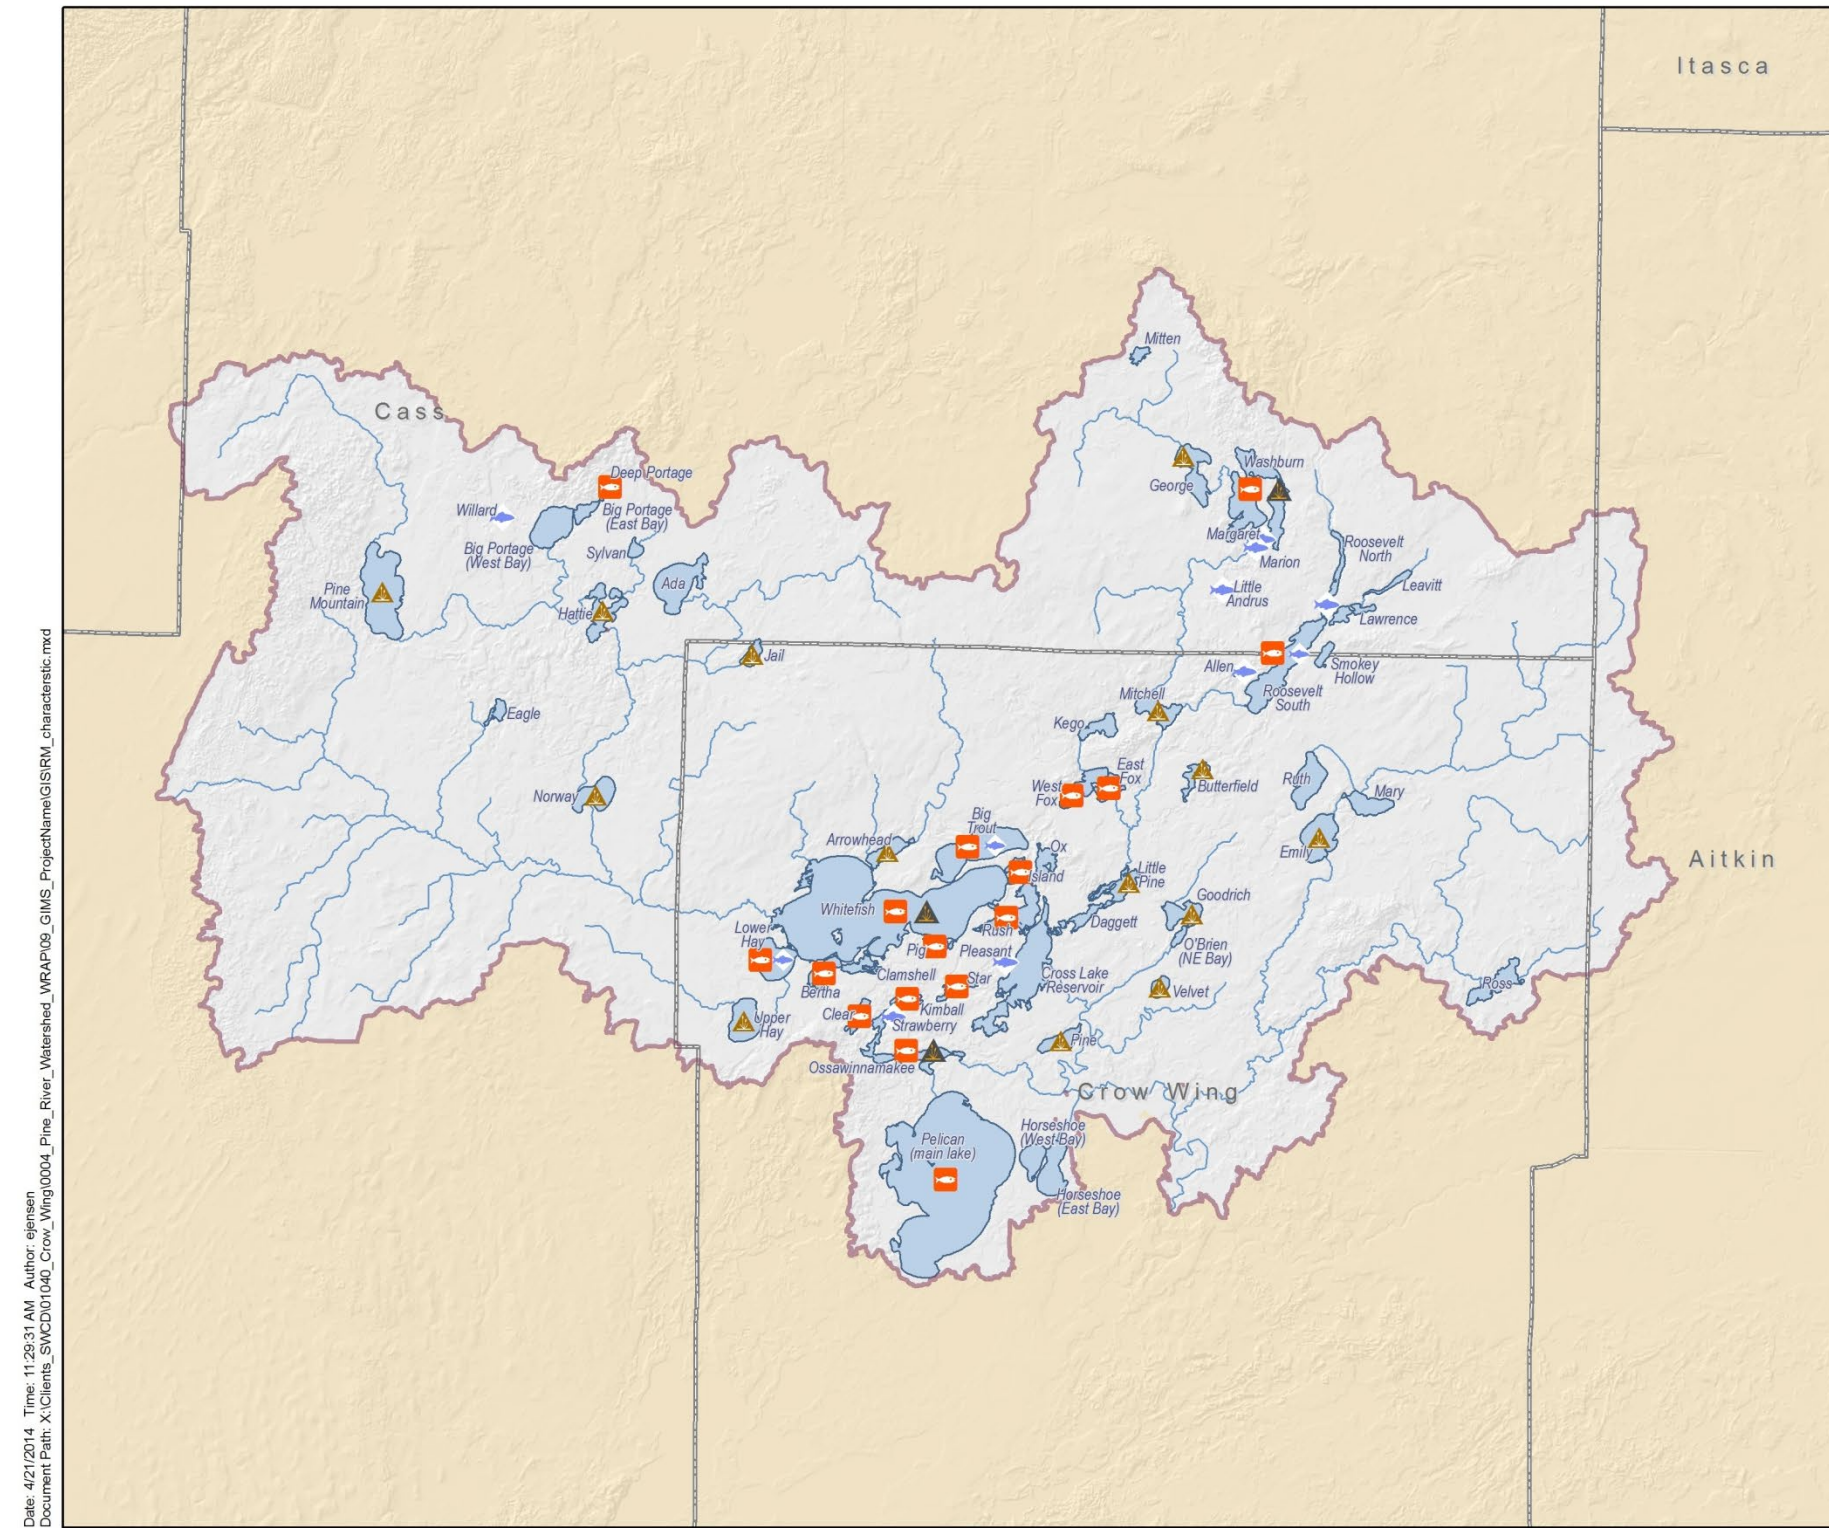 Itasca
Mitten
Cass
Washburn
Deep Portage
George
Willard
Big Portage
(East Bay)
Margaret
Roosevelt
North
Big Portage
(West Bay)
Sylvan
Marion
Ada
Pine
Mountain
Little
Andrus
Leavitt
Hattie
Lawrence
Jail
Allen
Smokey
Hollow
Mitchell
Roosevelt
South
Eagle
Kego
East
Fox
West
Fox
Butterfield
Ruth
Mary
Norway
Big
Trout
Arrowhead
Ox
Emily
Aitkin
Island
Little
Pine
Goodrich
Whitefish
Daggett
Rush
Lower
Hay
Pig
Pleasant
O'Brien
(NE Bay)
Clamshell
Star
Cross Lake
Reservoir
Ross
Bertha
Velvet
Kimball
Clear
Upper
Hay
Strawberry
Pine
Ossawinnamakee
Crow Wing
Horseshoe
(West Bay)
Pelican
(main lake)
Horseshoe
(East Bay)
Date: 4/21/2014 Time: 11:29:31 AM Author: ejensen
Document Path: X:\Clients_SWCD\01040_Crow_Wing\0004_Pine_River_Watershed_WRAP\09_GIMS_ProjectName\GIS\RM_characterstic.mxd